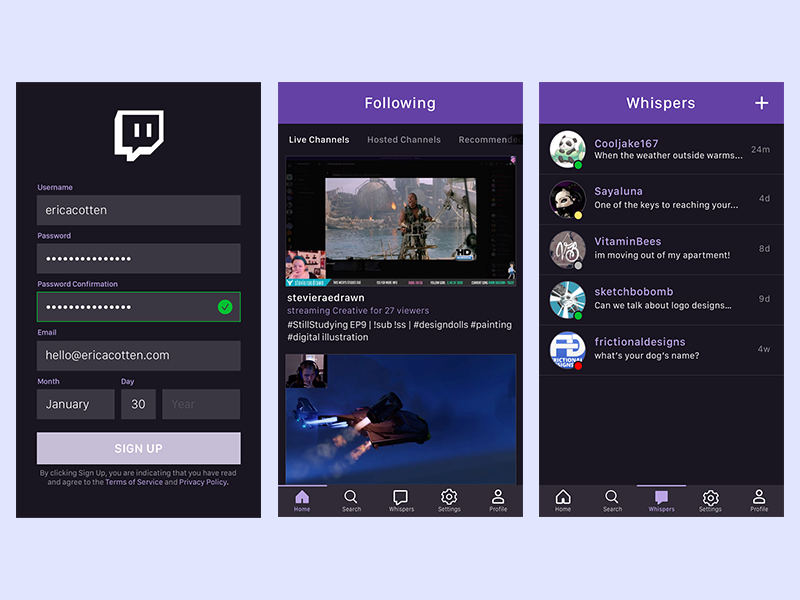 Username
ericacotten
Password
•••••••••••••••
Password Confirmation
•••••••••••••••
Email
hello@ericacotten.com
Month Day
January 30 Year
SIGN UP
By clicking Sign Up, you are indicating that you have read
and agree to the Terms of Service and Privacy Policy.
Following
Live Channels Hosted Channels Recommended
HD
stevieraedrawn
stevieraedrawn
streaming Creative for 27 viewers
#StillStudying EP9 | !sub !ss | #designdolls #painting
#digital illustration
Home Search Whispers Settings Profile
Whispers +
Cooljake167
When the weather outside warms... 24m
Sayaluna
One of the keys to reaching your... 4d
VitaminBees
im moving out of my apartment! 8d
sketchbobomb
Can we talk about logo designs... 9d
frictionaldesigns
what's your dog's name? 4w
FRICTIONAL
Home Search Whispers Settings Profile